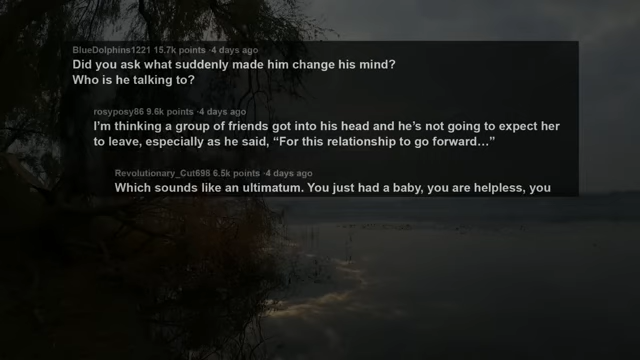 BlueDolphins1221 15.7k points ·4 days ago
Did you ask what suddenly made him change his mind?
Who is he talking to?
rosyposy86 9.6k points ·4 days ago
I’m thinking a group of friends got into his head and he’s not going to expect her
to leave, especially as he said, “For this relationship to go forward…”
Revolutionary_Cut698 6.5k points ·4 days ago
Which sounds like an ultimatum. You just had a baby, you are helpless, you